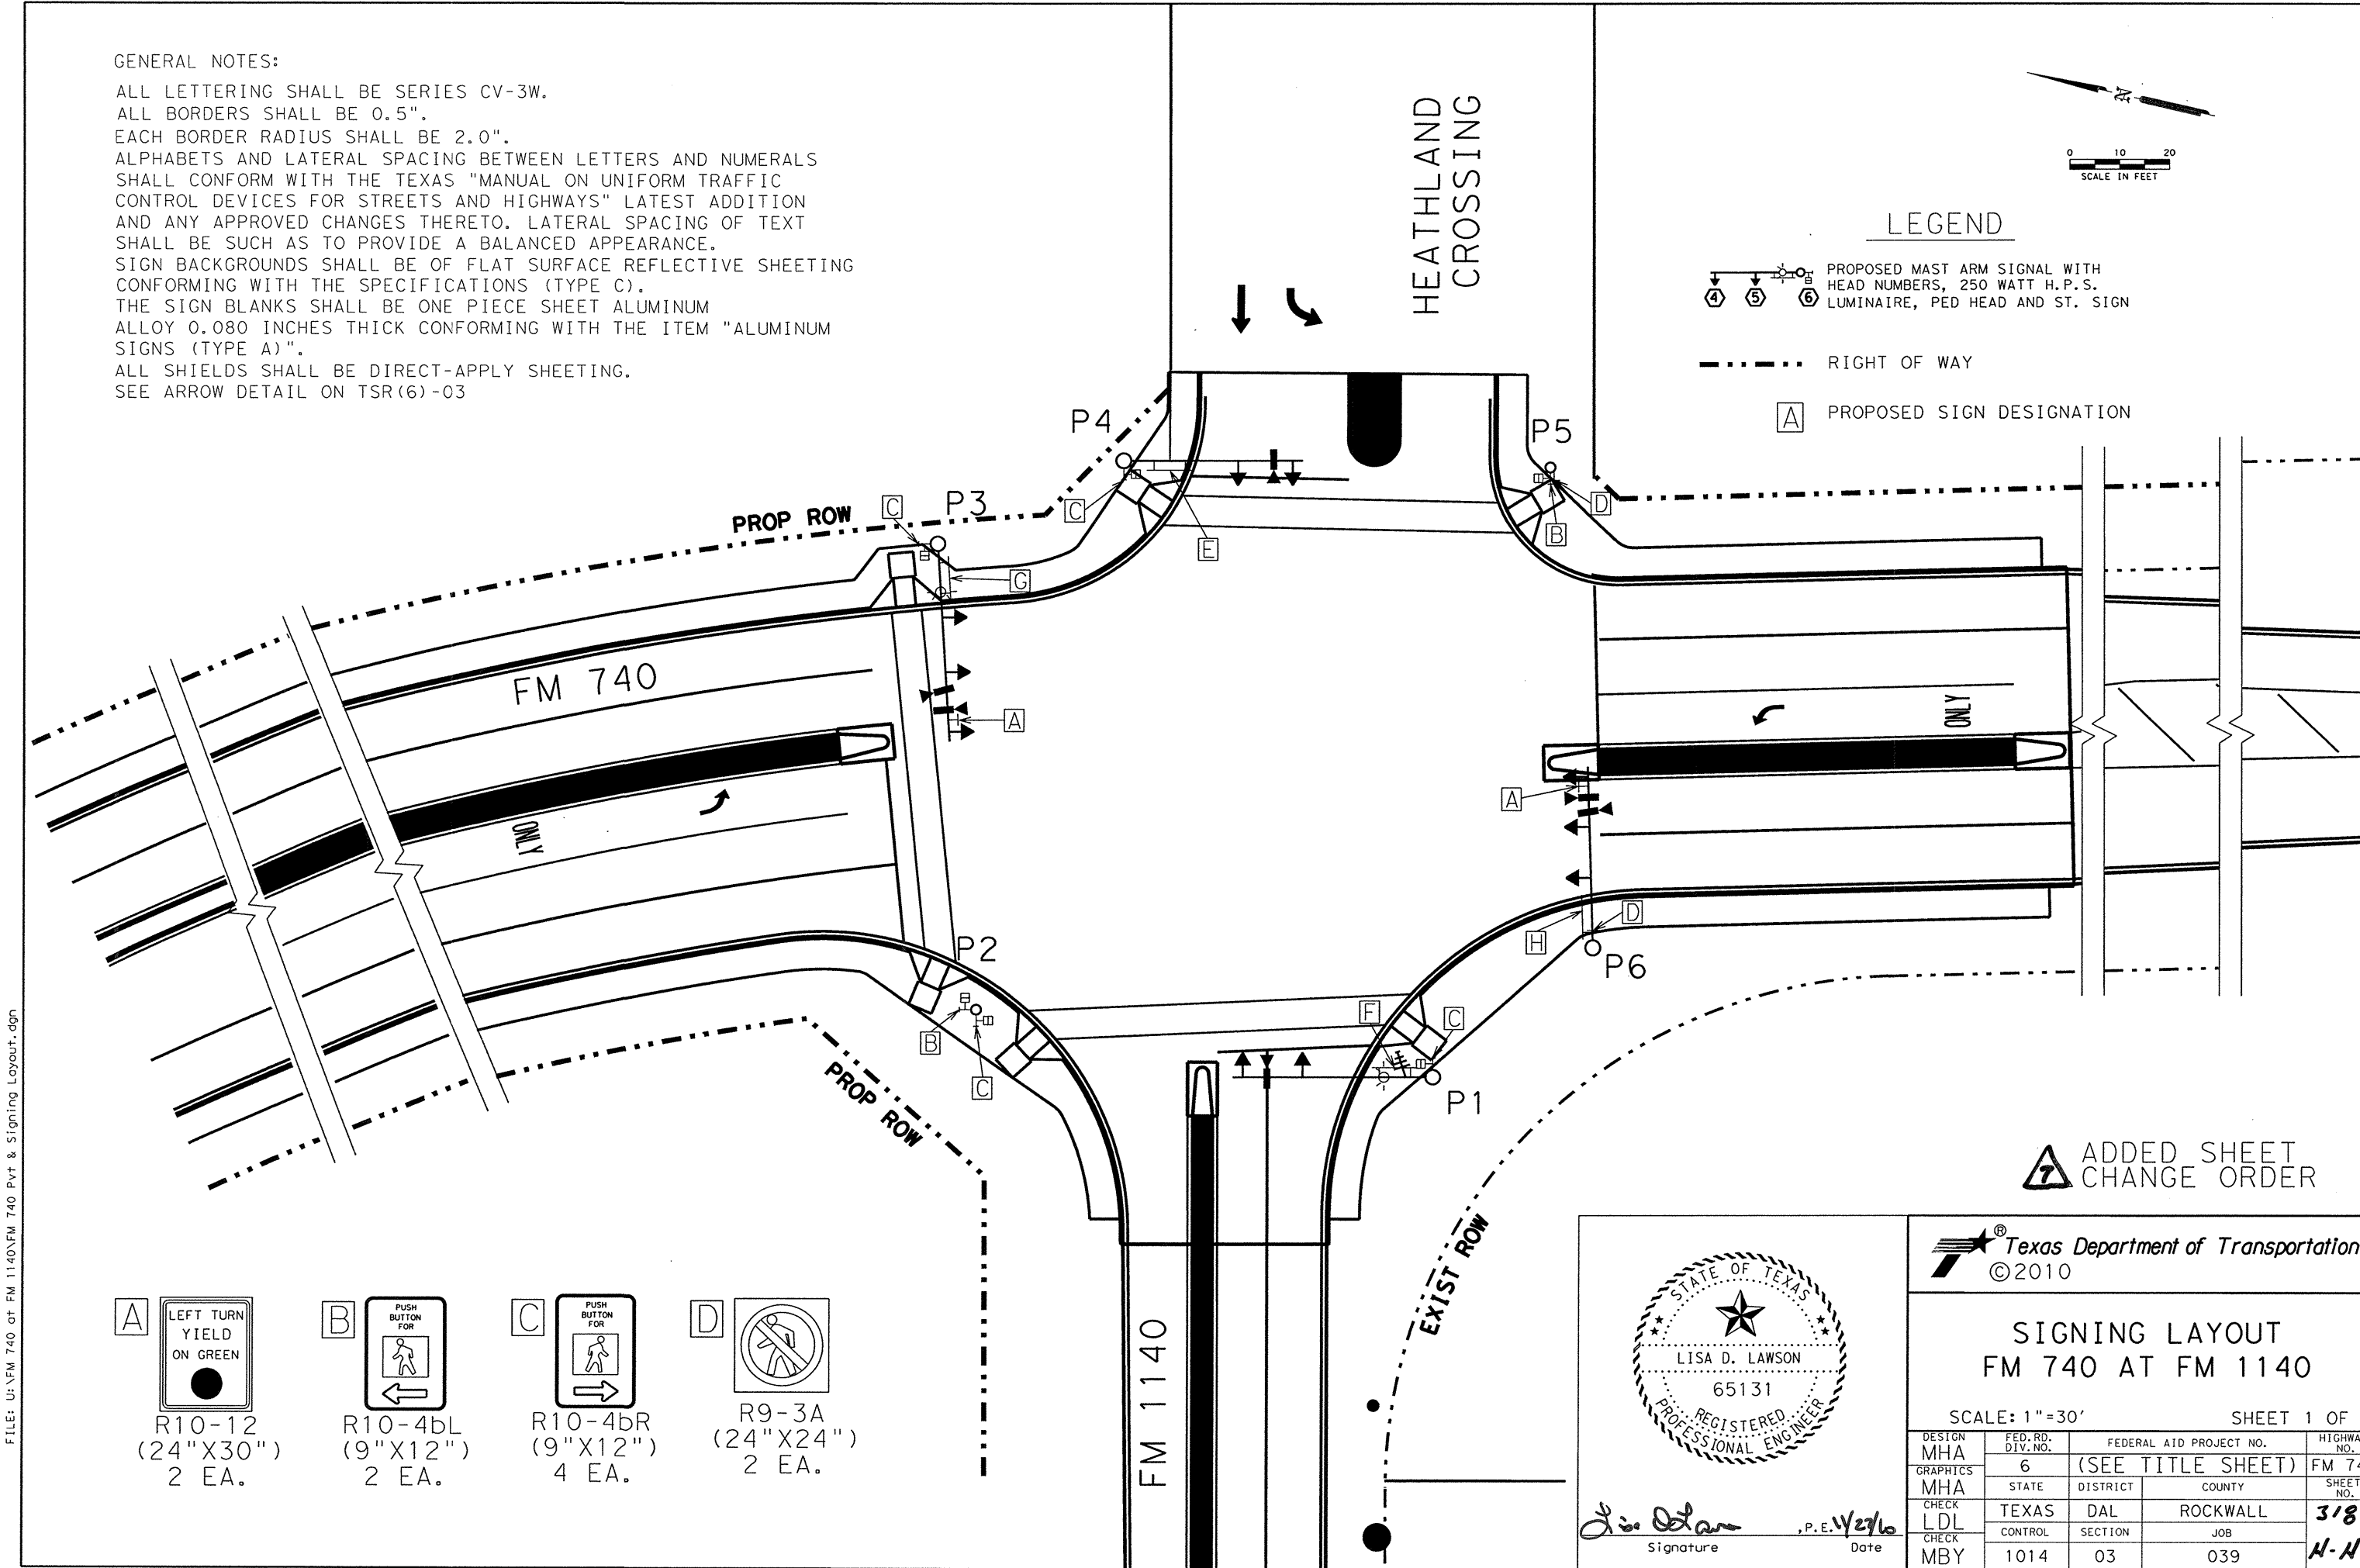 GENERAL NOTES:
ALL LETTERING SHALL BE SERIES CV-3W.
ALL BORDERS SHALL BE 0.5".
EACH BORDER RADIUS SHALL BE 2.0".
ALPHABETS AND LATERAL SPACING BETWEEN LETTERS AND NUMERALS
SHALL CONFORM WITH THE TEXAS "MANUAL ON UNIFORM TRAFFIC
CONTROL DEVICES FOR STREETS AND HIGHWAYS" LATEST ADDITION
AND ANY APPROVED CHANGES THERETO. LATERAL SPACING OF TEXT
SHALL BE SUCH AS TO PROVIDE A BALANCED APPEARANCE.
SIGN BACKGROUNDS SHALL BE OF FLAT SURFACE REFLECTIVE SHEETING
CONFORMING WITH THE SPECIFICATIONS (TYPE C).
THE SIGN BLANKS SHALL BE ONE PIECE SHEET ALUMINUM
ALLOY 0.080 INCHES THICK CONFORMING WITH THE ITEM "ALUMINUM
SIGNS (TYPE A)".
ALL SHIELDS SHALL BE DIRECT-APPLY SHEETING.
SEE ARROW DETAIL ON TSR(6)-03
HEATHLAND
CROSSING
N
0 10 20
SCALE IN FEET
LEGEND
4 5 6
PROPOSED MAST ARM SIGNAL WITH
HEAD NUMBERS, 250 WATT H.P.S.
LUMINAIRE, PED HEAD AND ST. SIGN
RIGHT OF WAY
A PROPOSED SIGN DESIGNATION
P4
P5
C
P3
PROP ROW
C
D
B
E
G
FM 740
A
ONLY
A
ONLY
D
H
P2
P6
B
C
F
C
P1
PROP ROW
EXIST ROW
FM 1140
7
ADDED SHEET
CHANGE ORDER
A
LEFT TURN
YIELD
ON GREEN
R10-12
(24"X30")
2 EA.
B
PUSH
BUTTON
FOR
R10-4bL
(9"X12")
2 EA.
C
PUSH
BUTTON
FOR
R10-4bR
(9"X12")
4 EA.
D
R9-3A
(24"X24")
2 EA.
STATE OF TEXAS
LISA D. LAWSON
65131
REGISTERED
PROFESSIONAL ENGINEER
,P.E.
Signature
Date
® Texas Department of Transportation
©2010
SIGNING LAYOUT
FM 740 AT FM 1140
SCALE: 1"=30'
SHEET 1 OF
DESIGN
MHA
GRAPHICS
MHA
CHECK
LDL
CHECK
MBY
FED.RD.
DIV.NO.
6
FEDERAL AID PROJECT NO.
(SEE TITLE SHEET)
HIGHWA
NO.
FM 74
STATE
TEXAS
DISTRICT
DAL
COUNTY
ROCKWALL
SHEET
NO.
318
CONTROL
1014
SECTION
03
JOB
039
FILE: U:\FM 740 at FM 1140\FM 740 Pvt & Signing Layout.dgn